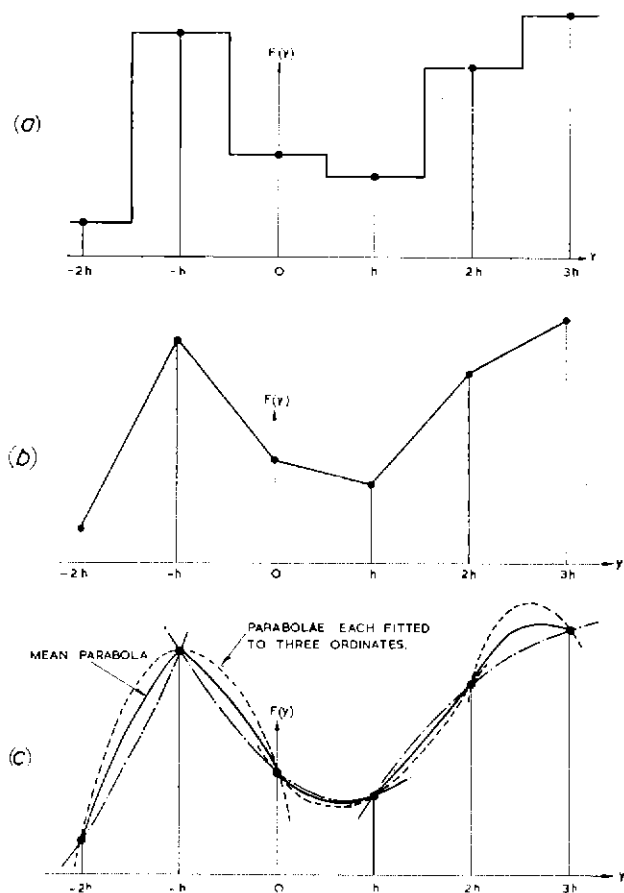 (a)
F(y)
-2h -h 0 h 2h 3h y
(b)
F(y)
-2h -h 0 h 2h 3h y
(c)
PARABOLAE EACH FITTED
TO THREE ORDINATES.
MEAN PARABOLA
F(y)
-2h -h 0 h 2h 3h y